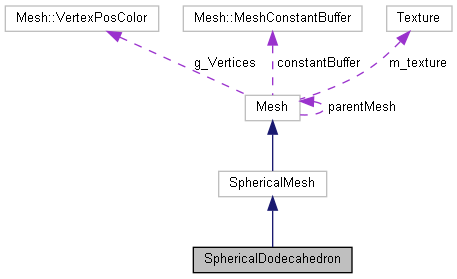 Mesh::VertexPosColor
Mesh::MeshConstantBuffer
Texture
g_Vertices
constantBuffer
m_texture
Mesh
parentMesh
SphericalMesh
SphericalDodecahedron